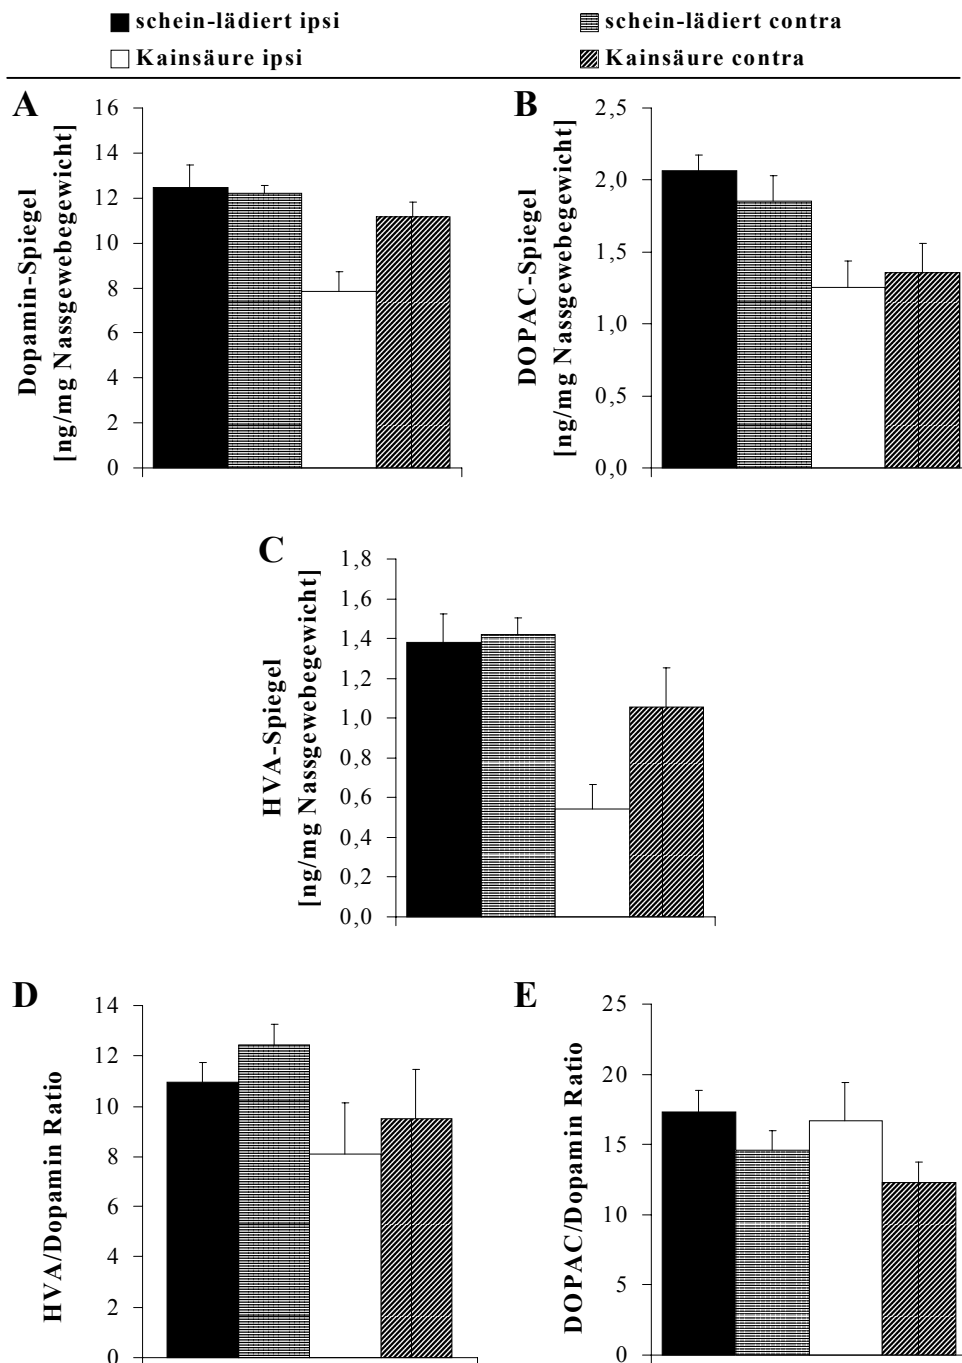 schein-lädiert ipsi
schein-lädiert contra
Kainsäure ipsi
Kainsäure contra
A
Dopamin-Spiegel
[ng/mg Nassgewebegewicht]
16
14
12
10
8
6
4
2
0
B
DOPAC-Spiegel
[ng/mg Nassgewebegewicht]
2,5
2,0
1,5
1,0
0,5
0,0
C
HVA-Spiegel
[ng/mg Nassgewebegewicht]
1,8
1,6
1,4
1,2
1,0
0,8
0,6
0,4
0,2
0,0
D
HVA/Dopamin Ratio
14
12
10
8
6
4
2
0
E
DOPAC/Dopamin Ratio
25
20
15
10
5
0